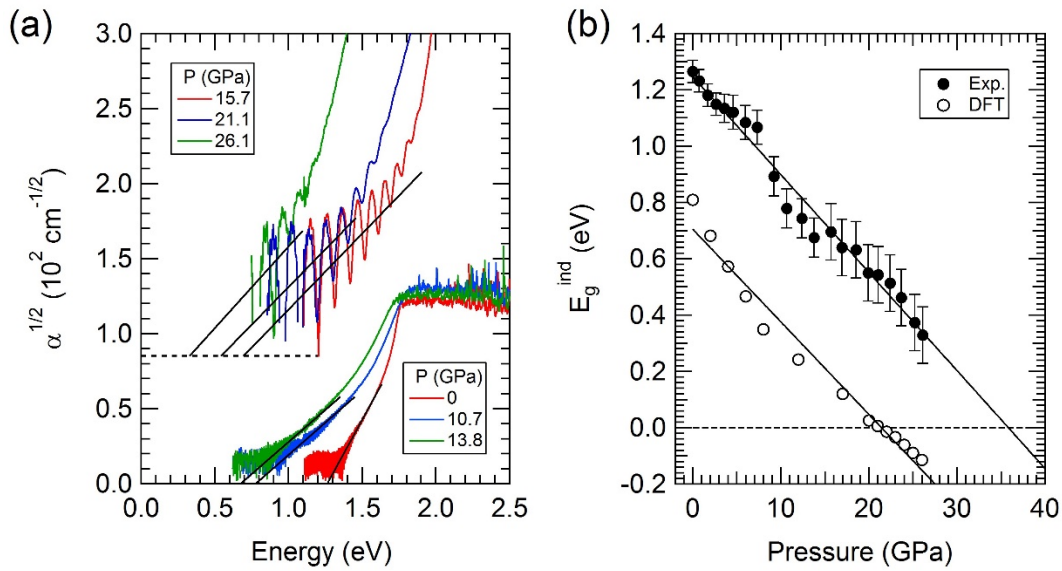 (a)
α^1/2 (10^2 cm^-1/2)
3.0
2.5
2.0
1.5
1.0
0.5
0.0
P (GPa)
15.7
21.1
26.1
P (GPa)
0
10.7
13.8
0.0 0.5 1.0 1.5 2.0 2.5
Energy (eV)
(b)
E_g^ind (eV)
1.4
1.2
1.0
0.8
0.6
0.4
0.2
0.0
-0.2
Exp.
DFT
0 10 20 30 40
Pressure (GPa)